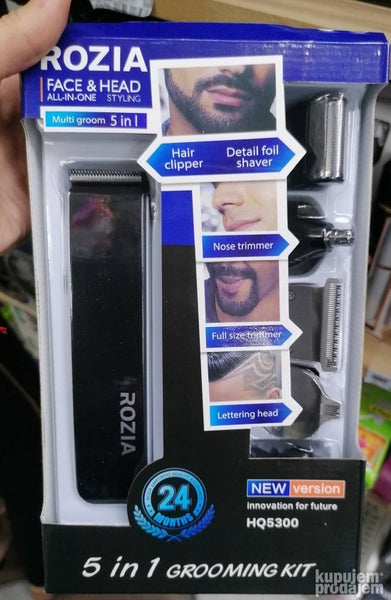 ROZIA
FACE & HEAD
ALL-IN-ONE STYLING
Multi groom 5 in 1
Hair clipper
Detail foil shaver
Nose trimmer
Full size trimmer
Lettering head
ROZIA
24
MONTHS
NEW version
innovation for future
HQ5300
5 in 1 GROOMING KIT
kupujem
prodajem